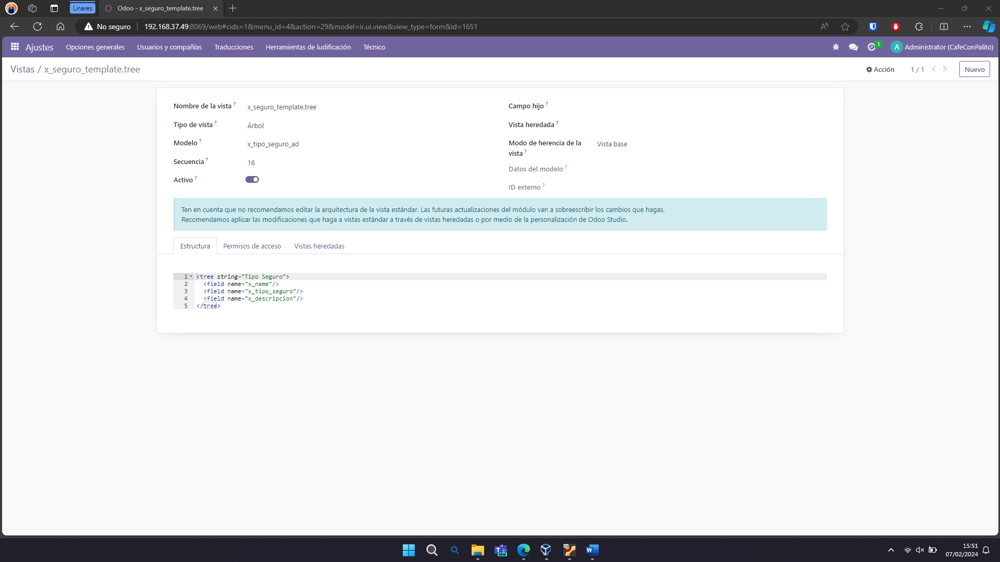 Linares
Odoo - x_seguro_template.tree
No seguro
192.168.37.49:8069/web#cids=1&menu_id=4&action=29&model=ir.ui.view&view_type=form&id=1651
Ajustes
Opciones generales
Usuarios y compañías
Traducciones
Herramientas de ludificación
Técnico
1
A
Administrator (CafeConPalito)
Vistas / x_seguro_template.tree
Acción
1 / 1
Nuevo
Nombre de la vista ?
x_seguro_template.tree
Tipo de vista ?
Árbol
Modelo ?
x_tipo_seguro_ad
Secuencia ?
16
Activo ?
Campo hijo ?
Vista heredada ?
Modo de herencia de la vista ?
Vista base
Datos del modelo ?
ID externo ?
Ten en cuenta que no recomendamos editar la arquitectura de la vista estándar. Las futuras actualizaciones del módulo van a sobreescribir los cambios que hagas.
Recomendamos aplicar las modificaciones que haga a vistas estándar a través de vistas heredadas o por medio de la personalización de Odoo Studio.
Estructura
Permisos de acceso
Vistas heredadas
1 <tree string="Tipo Seguro">
2 <field name="x_name"/>
3 <field name="x_tipo_seguro"/>
4 <field name="x_descripcion"/>
5 </tree>
NEW
64
15:51
07/02/2024